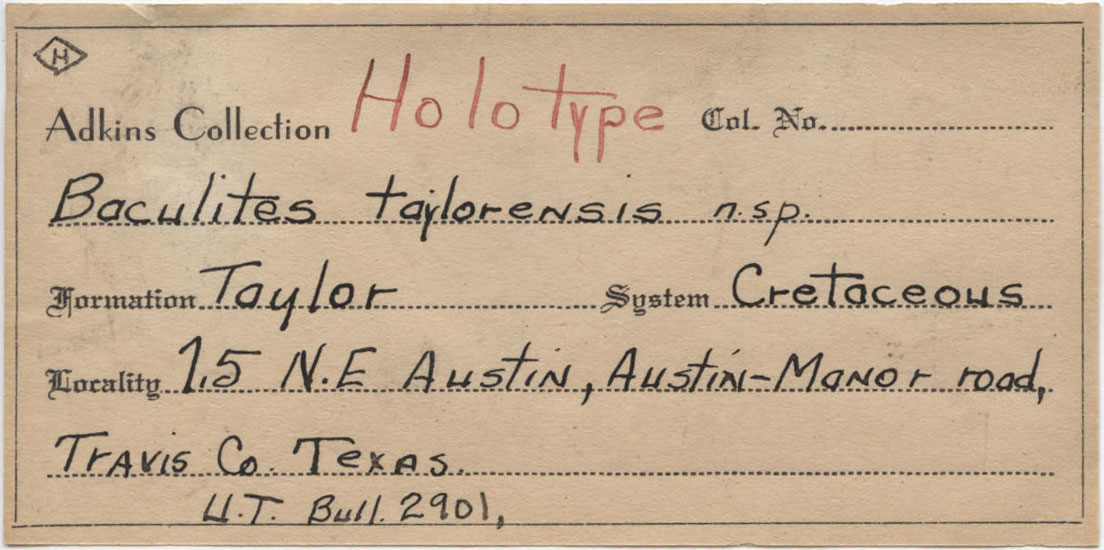 H
Adkins Collection Holotype Col. No.
Baculites taylorensis n.sp.
Formation Taylor System Cretaceous
Locality 7.5 N.E Austin, Austin-Manor road,
Travis Co. Texas.
U.T. Bull. 2901,